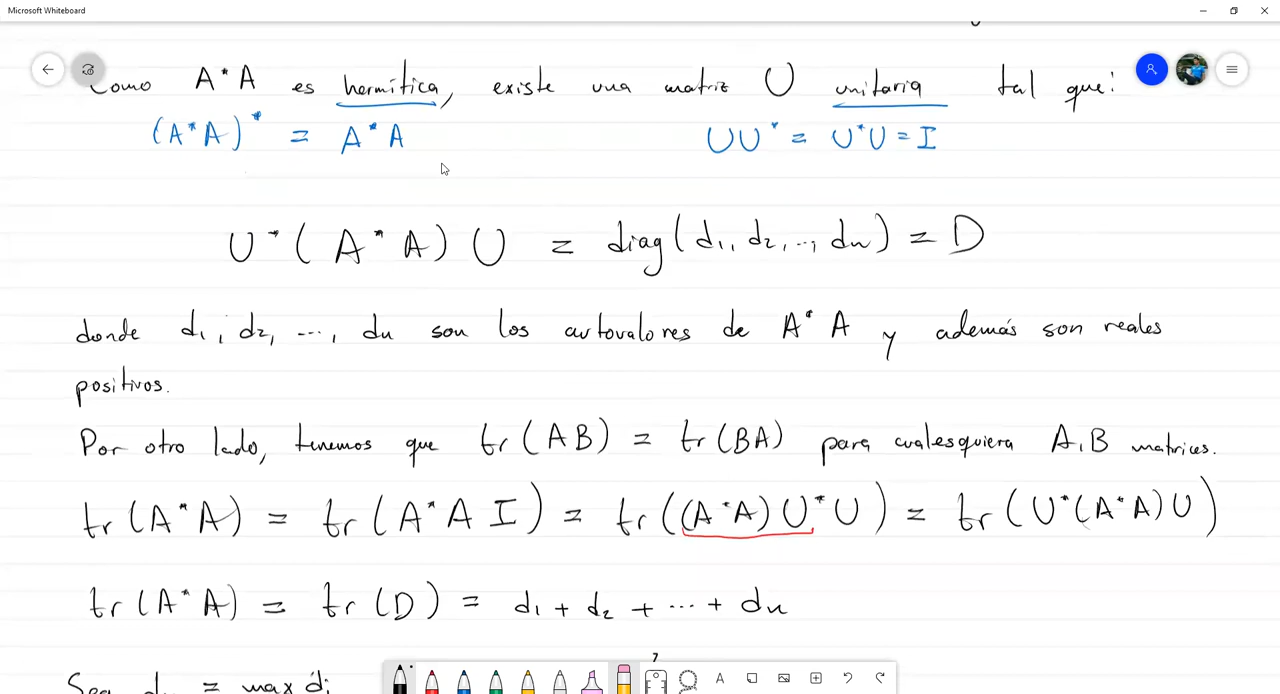 Microsoft Whiteboard
Como A*A es hermítica, existe una matriz U unitaria tal que:
(A*A)* = A*A UU* = U*U = I
U*(A*A)U = diag(d₁, d₂, ..., dₙ) = D
donde d₁, d₂, ..., dₙ son los autovalores de A*A y además son reales
positivos.
Por otro lado, tenemos que tr(AB) = tr(BA) para cualesquiera A,B matrices.
tr(A*A) = tr(A*A I) = tr((A*A)U*U) = tr(U*(A*A)U)
tr(A*A) = tr(D) = d₁ + d₂ + ... + dₙ